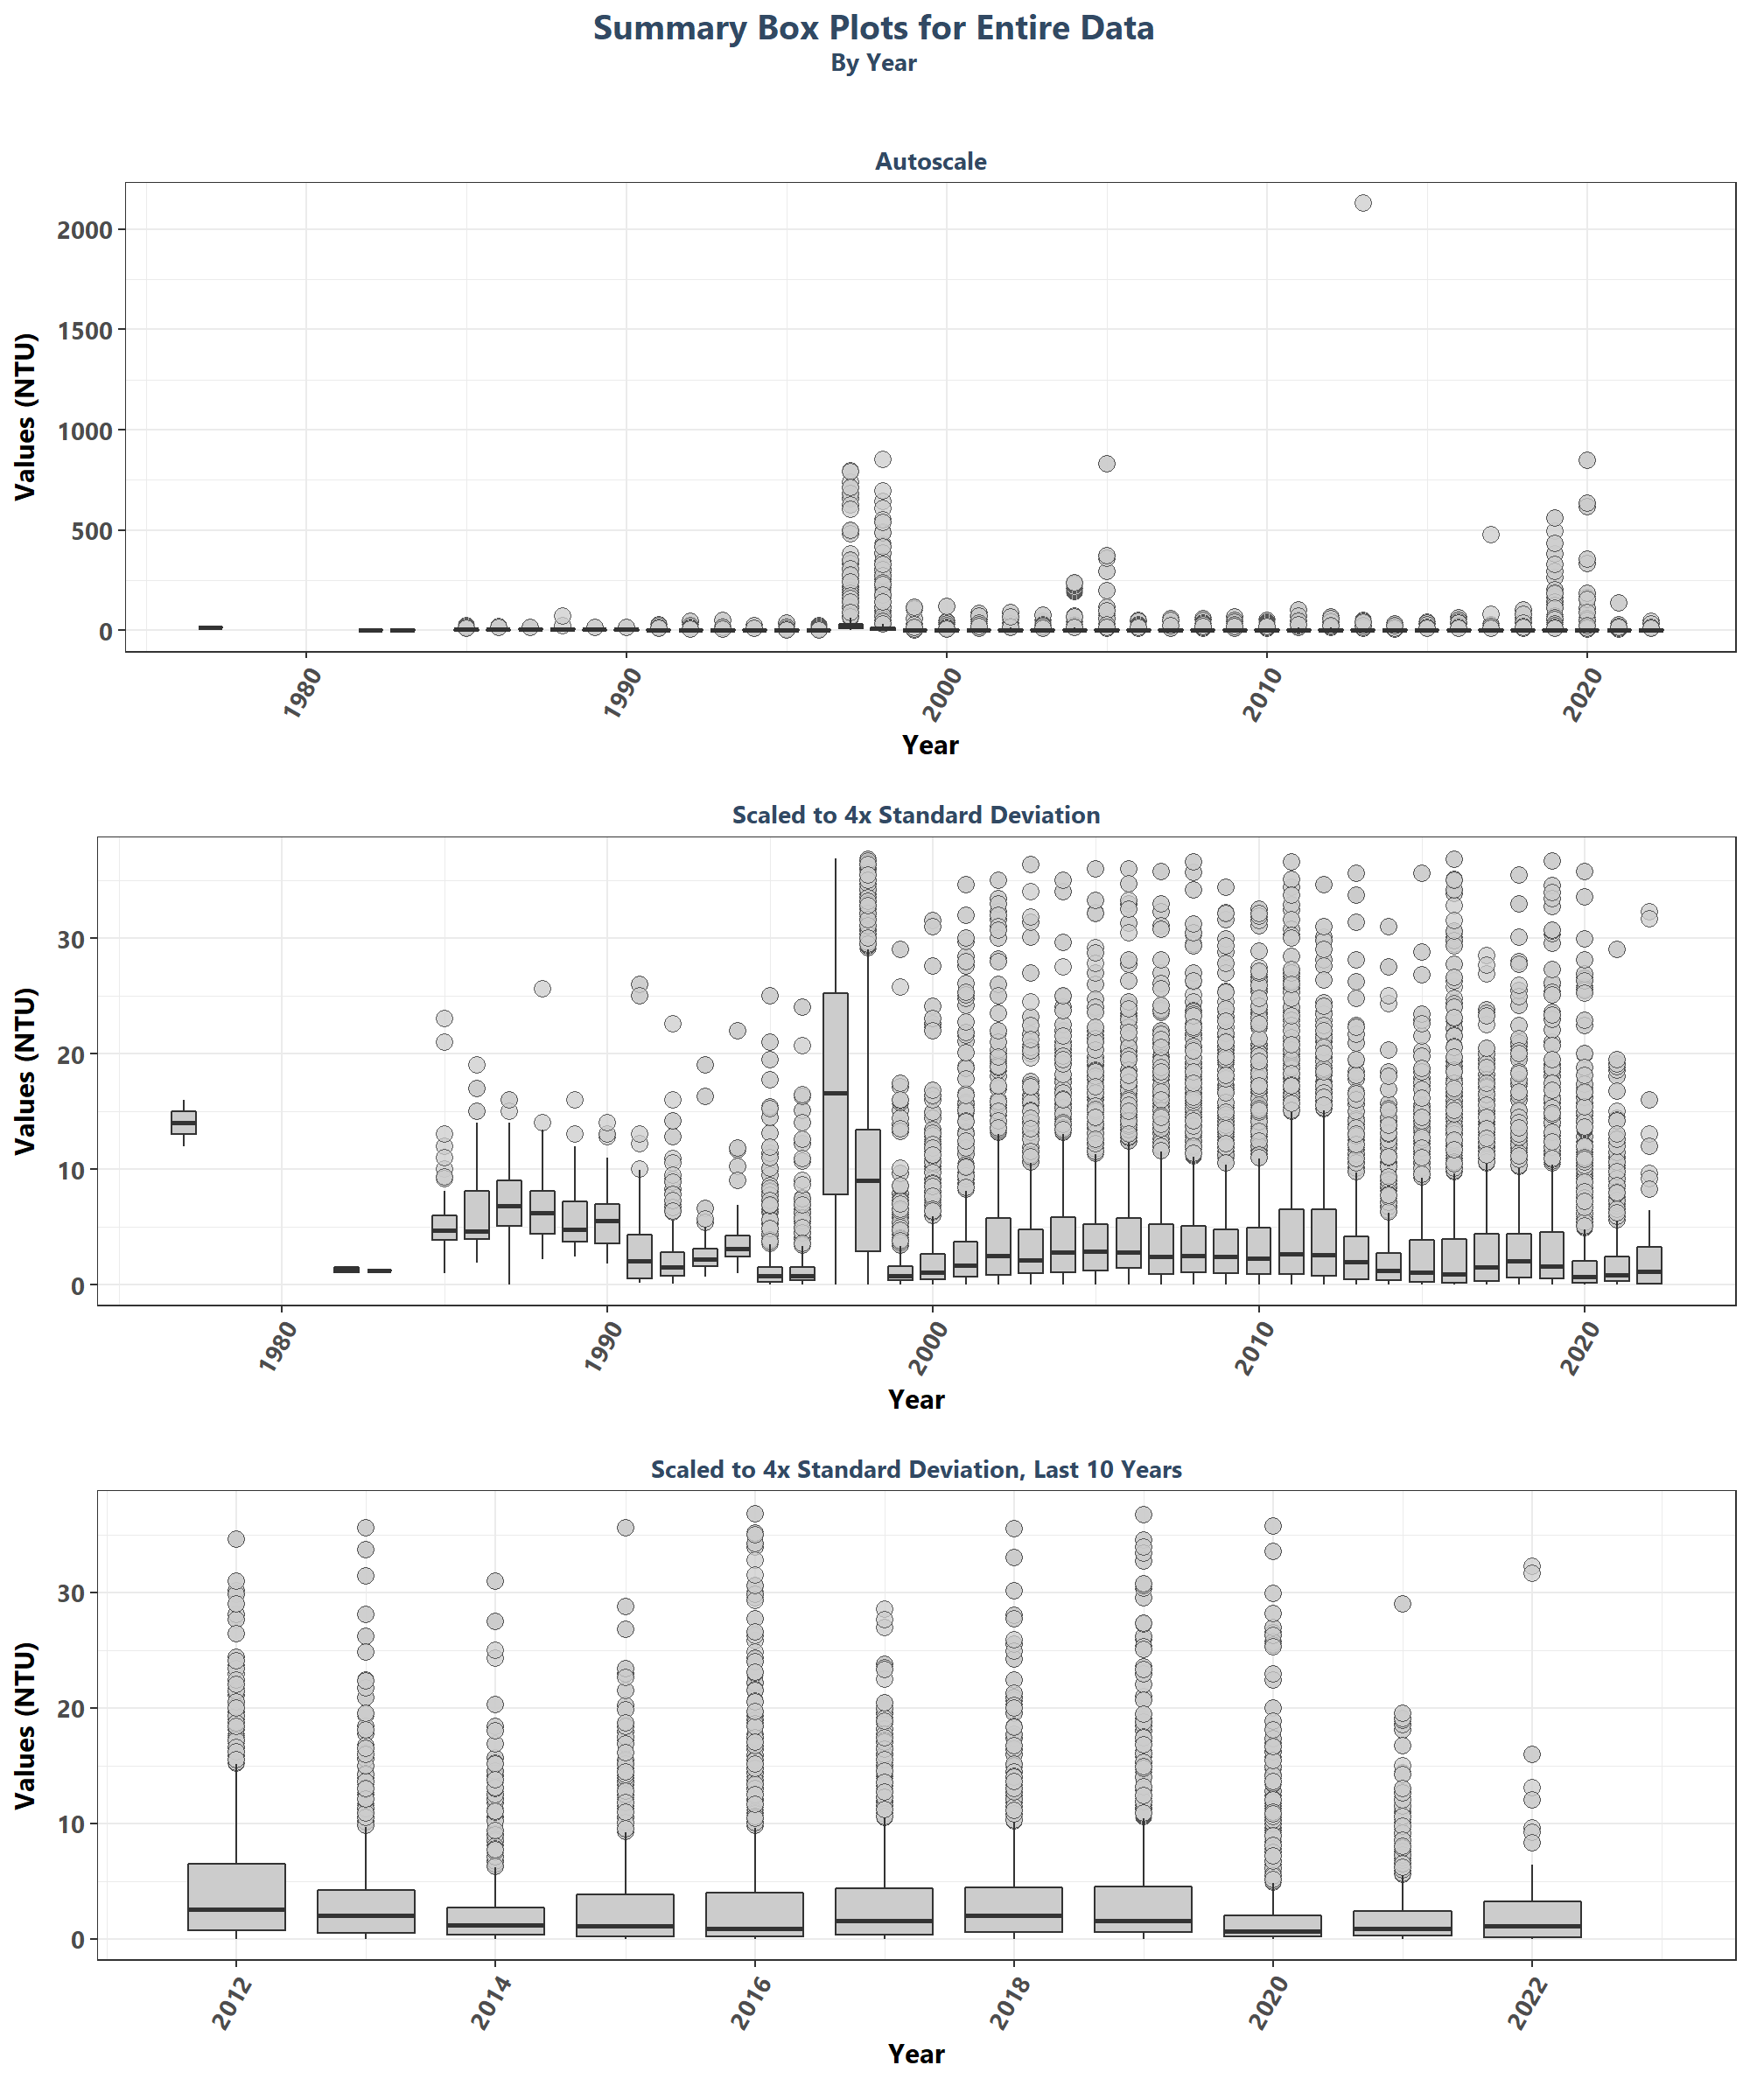 Summary Box Plots for Entire Data
By Year
Autoscale
Values (NTU)
2000
1500
1000
500
0
1980
1990
2000
2010
2020
Year
Scaled to 4x Standard Deviation
Values (NTU)
30
20
10
0
1980
1990
2000
2010
2020
Year
Scaled to 4x Standard Deviation, Last 10 Years
Values (NTU)
30
20
10
0
2012
2014
2016
2018
2020
2022
Year